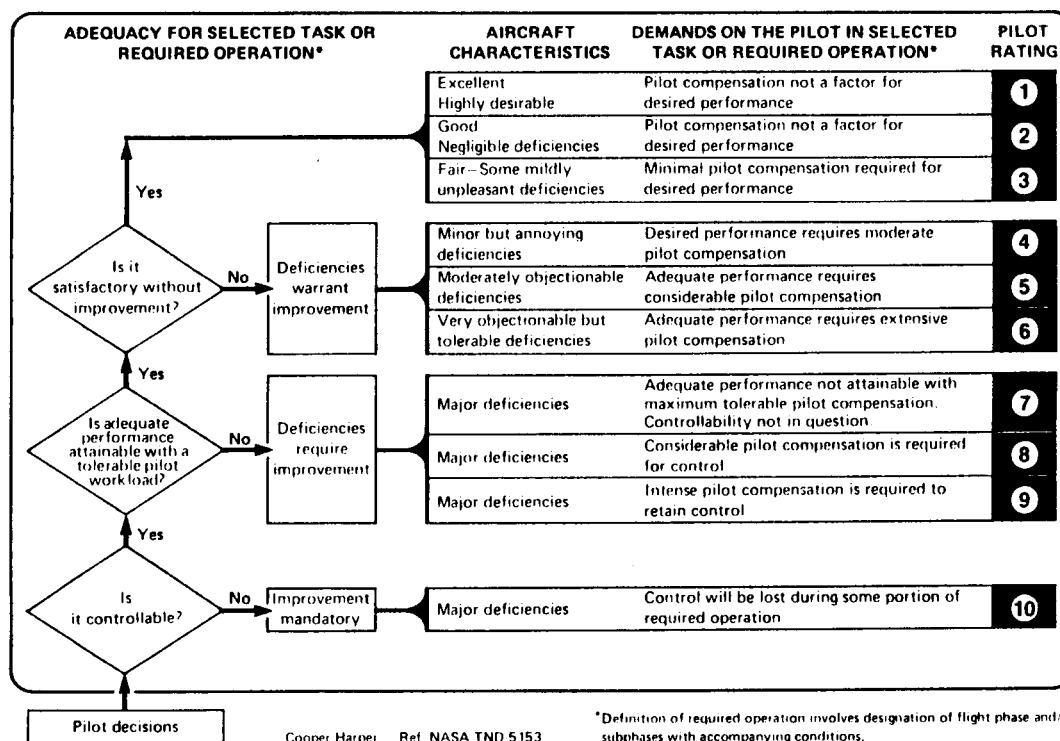 ADEQUACY FOR SELECTED TASK OR
REQUIRED OPERATION*
AIRCRAFT
CHARACTERISTICS
DEMANDS ON THE PILOT IN SELECTED
TASK OR REQUIRED OPERATION*
PILOT
RATING
Excellent
Highly desirable
Pilot compensation not a factor for
desired performance
1
Good
Negligible deficiencies
Pilot compensation not a factor for
desired performance
2
Fair–Some mildly
unpleasant deficiencies
Minimal pilot compensation required for
desired performance
3
Yes
Is it
satisfactory without
improvement?
No
Deficiencies
warrant
improvement
Minor but annoying
deficiencies
Desired performance requires moderate
pilot compensation
4
Moderately objectionable
deficiencies
Adequate performance requires
considerable pilot compensation
5
Very objectionable but
tolerable deficiencies
Adequate performance requires extensive
pilot compensation
6
Yes
Is adequate
performance
attainable with a
tolerable pilot
workload?
No
Deficiencies
require
improvement
Major deficiencies
Adequate performance not attainable with
maximum tolerable pilot compensation.
Controllability not in question
7
Major deficiencies
Considerable pilot compensation is required
for control
8
Major deficiencies
Intense pilot compensation is required to
retain control
9
Yes
Is
it controllable?
No
Improvement
mandatory
Major deficiencies
Control will be lost during some portion of
required operation
10
Pilot decisions
Cooper Harper Ref NASA TND 5153
*Definition of required operation involves designation of flight phase and/
subphases with accompanying conditions.